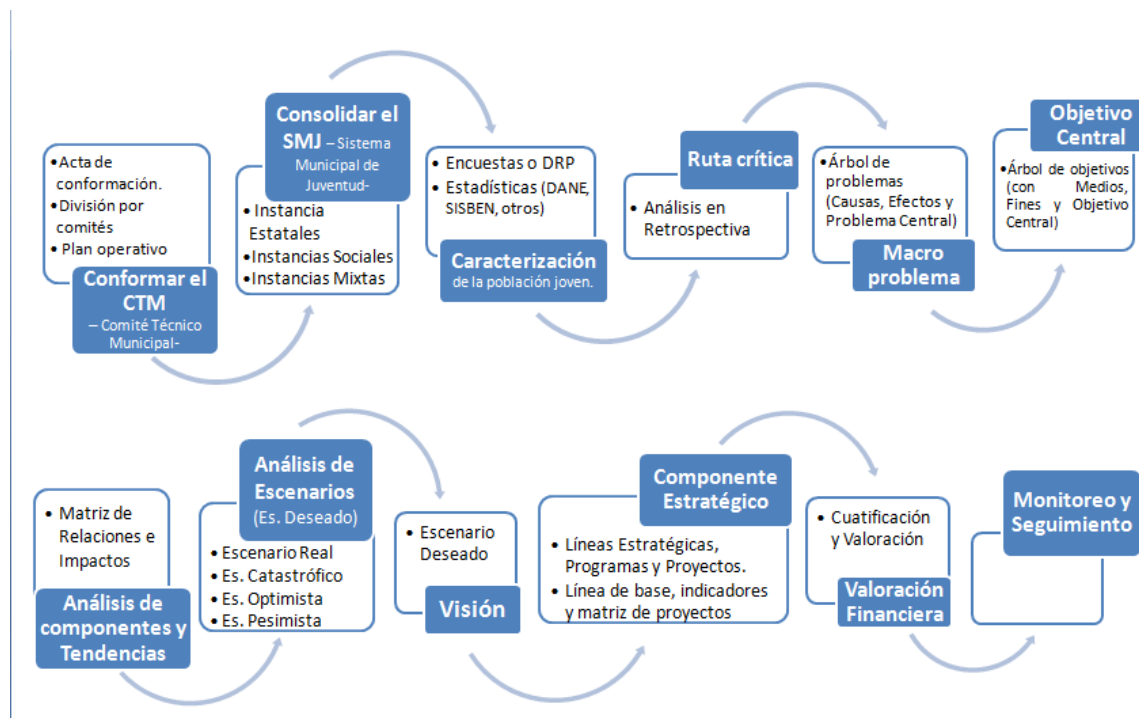 • Acta de
conformación.
• División por
comités
• Plan operativo
Conformar el
CTM
– Comité Técnico
Municipal-
Consolidar el
SMJ – Sistema
Municipal de
Juventud-
• Instancia
Estatales
• Instancias Sociales
• Instancias Mixtas
• Encuestas o DRP
• Estadísticas (DANE,
SISBEN, otros)
Caracterización
de la población joven.
Ruta crítica
• Análisis en
Retrospectiva
• Árbol de
problemas
(Causas, Efectos y
Problema Central)
Macro
problema
Objetivo
Central
• Árbol de objetivos
(con Medios,
Fines y Objetivo
Central)
• Matriz de
Relaciones e
Impactos
Análisis de
componentes y
Tendencias
Análisis de
Escenarios
(Es. Deseado)
• Escenario Real
• Es. Catastrófico
• Es. Optimista
• Es. Pesimista
• Escenario
Deseado
Visión
Componente
Estratégico
• Líneas Estratégicas,
Programas y Proyectos.
• Línea de base, indicadores
y matriz de proyectos
• Cuatificación
y Valoración
Valoración
Financiera
Monitoreo y
Seguimiento